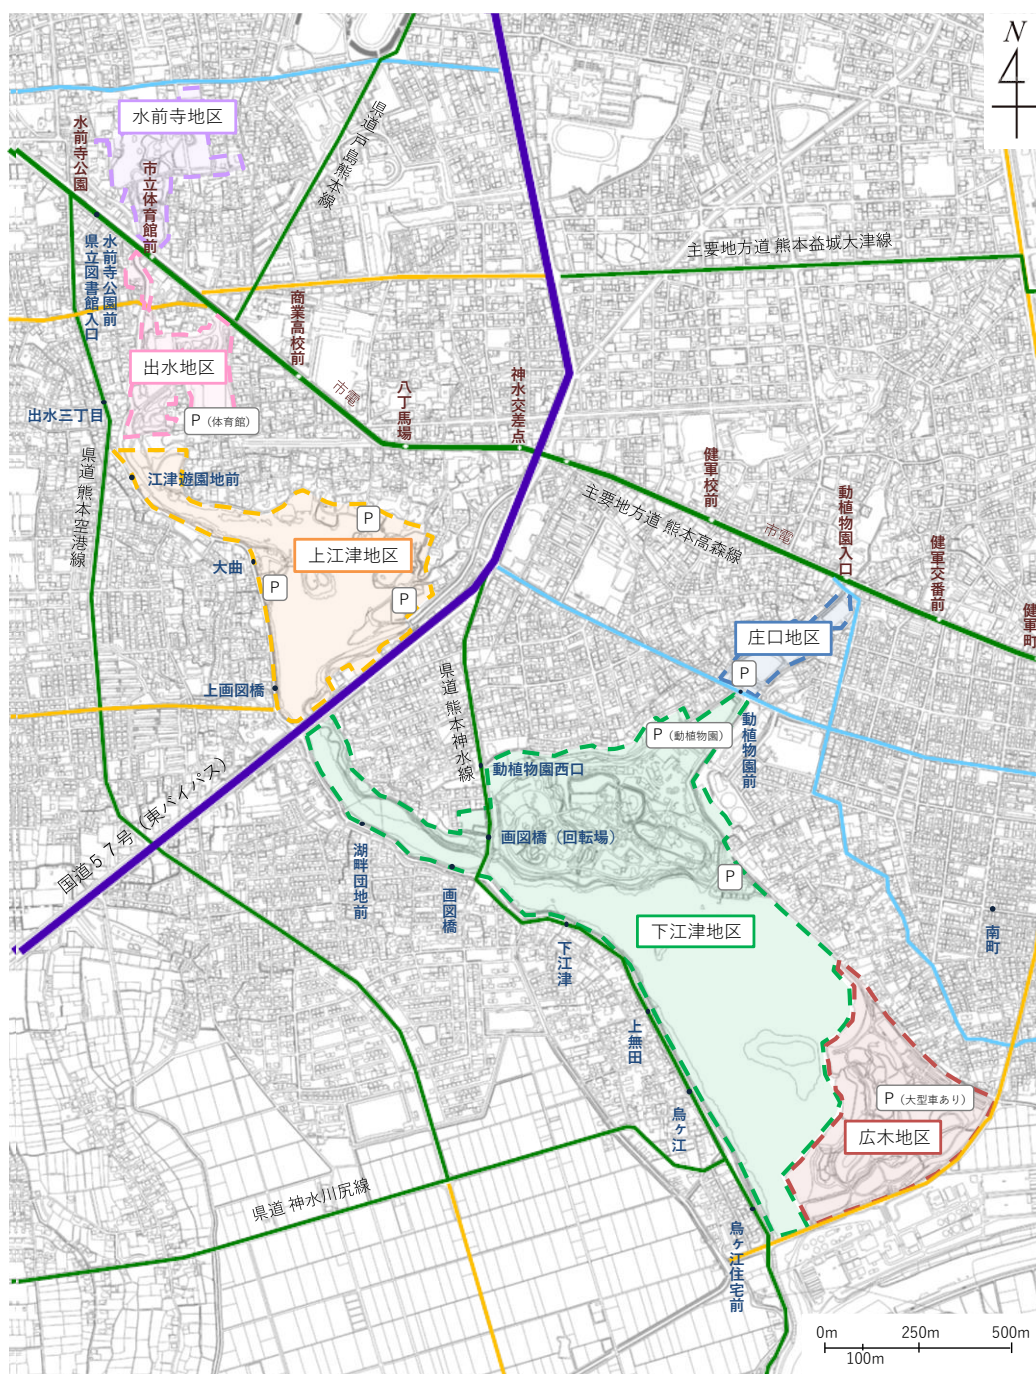 N
水前寺地区
水前寺公園
市立体育館前
県道 戸島熊本線
水前寺公園前
県立図書館入口
主要地方道 熊本益城大津線
商業高校前
出水地区
市電
八丁馬場
神水交差点
出水三丁目
P（体育館）
県道 熊本空港線
江津遊園地前
健軍校前
主要地方道 熊本高森線
市電
動植物園入口
健軍交番前
健軍町
P
上江津地区
大曲
P
P
庄口地区
P
上画図橋
県道 熊本神水線
P（動植物園）
動植物園前
動植物園西口
国道５７号（東バイパス）
画図橋（回転場）
湖畔団地前
画図橋
P
下江津地区
南町
下江津
上無田
P（大型車あり）
烏ヶ江
広木地区
県道 神水川尻線
烏ヶ江住宅前
0m
250m
500m
100m